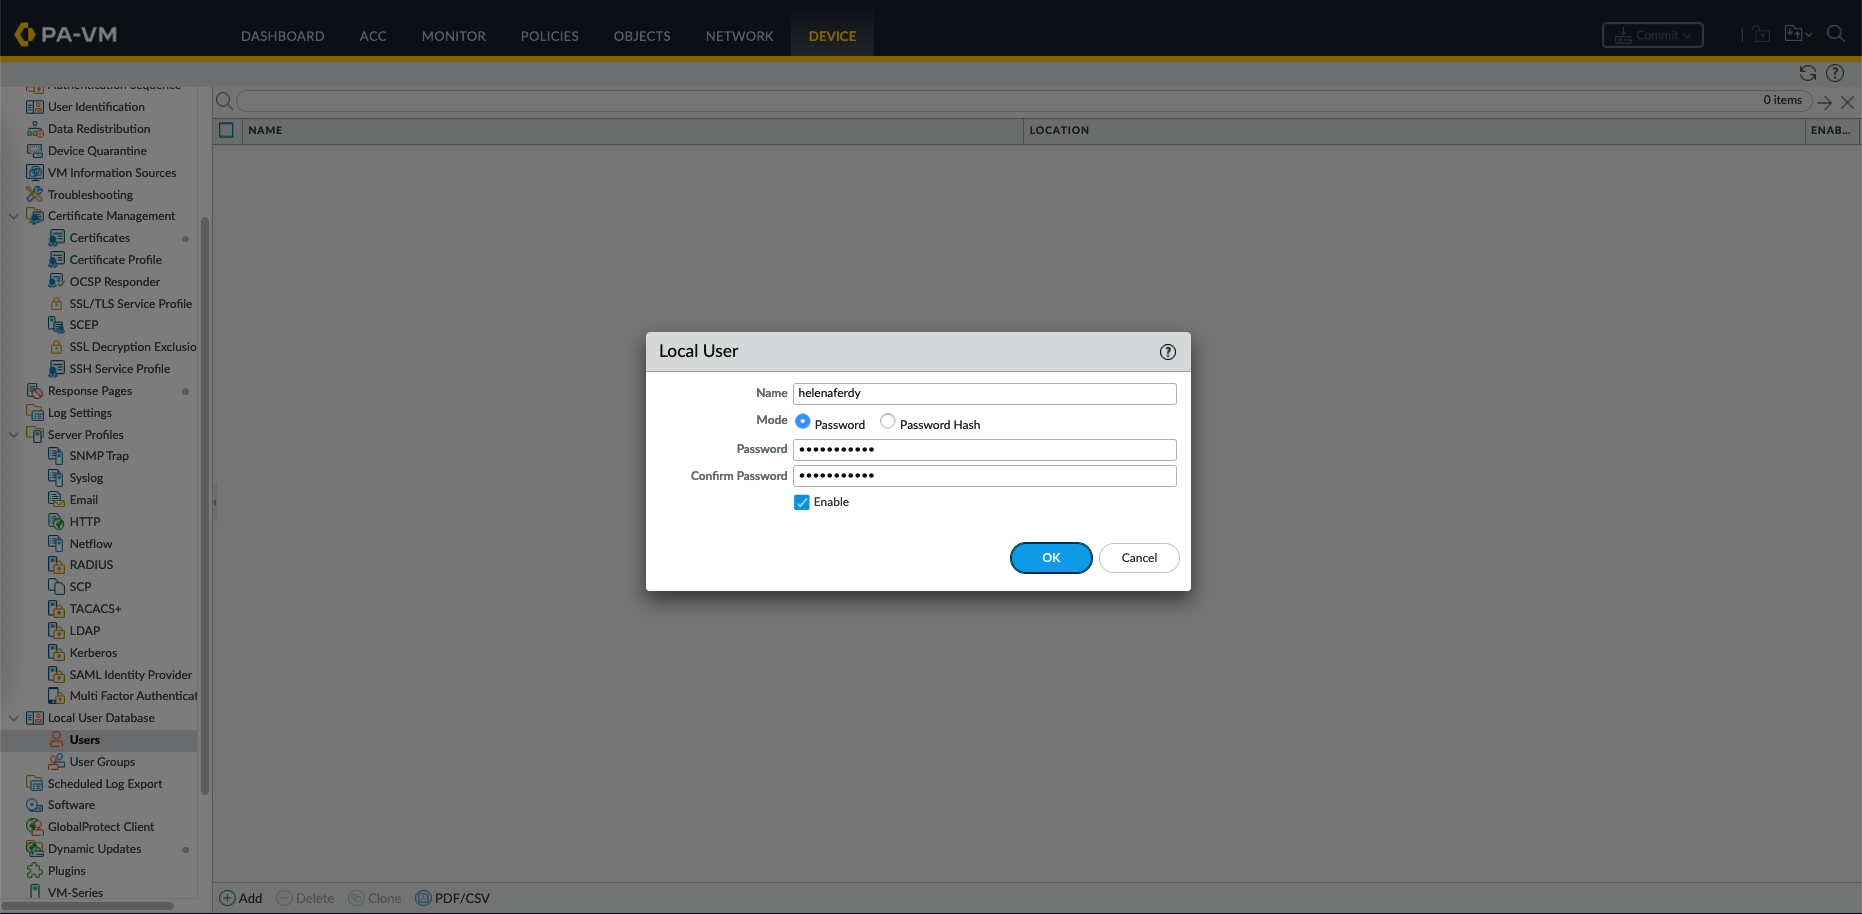 PA-VM
DASHBOARD ACC MONITOR POLICIES OBJECTS NETWORK DEVICE Commit
Authentication Sequence
User Identification
Data Redistribution
Device Quarantine
VM Information Sources
Troubleshooting
Certificate Management
Certificates
Certificate Profile
OCSP Responder
SSL/TLS Service Profile
SCEP
SSL Decryption Exclusio
SSH Service Profile
Response Pages
Log Settings
Server Profiles
SNMP Trap
Syslog
Email
HTTP
Netflow
RADIUS
SCP
TACACS+
LDAP
Kerberos
SAML Identity Provider
Multi Factor Authenticat
Local User Database
Users
User Groups
Scheduled Log Export
Software
GlobalProtect Client
Dynamic Updates
Plugins
VM-Series
0 items
NAME LOCATION ENAB...
Local User
Name helenaferdy
Mode Password Password Hash
Password •••••••••••
Confirm Password •••••••••••
Enable
OK Cancel
Add Delete Clone PDF/CSV